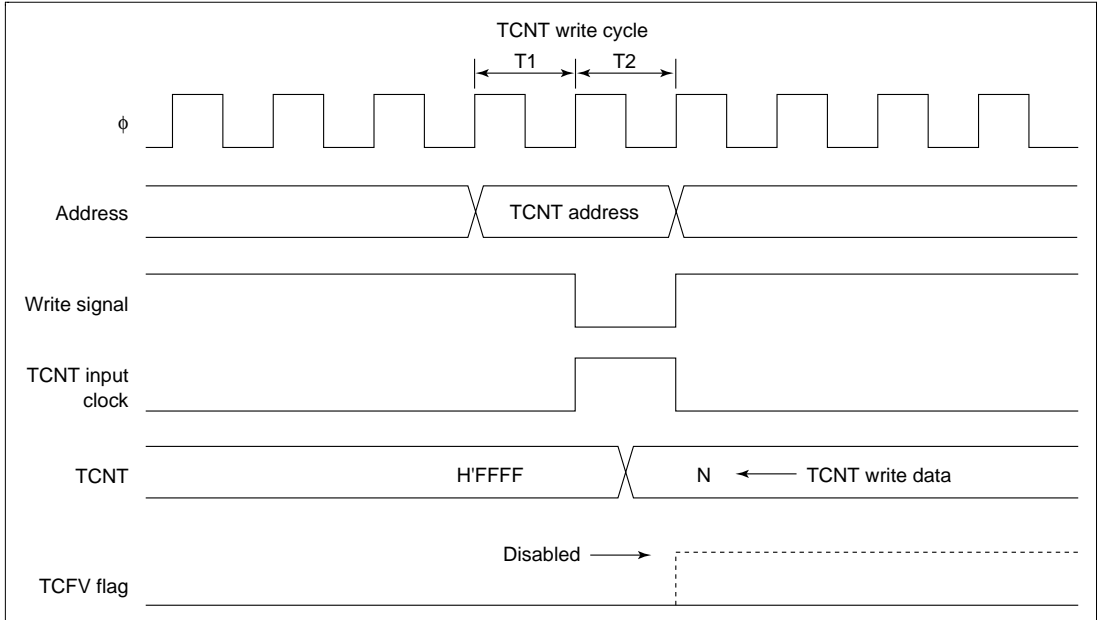 TCNT write cycle
T1 T2
ϕ
Address
TCNT address
Write signal
TCNT input
clock
TCNT
H'FFFF
N
TCNT write data
Disabled
TCFV flag